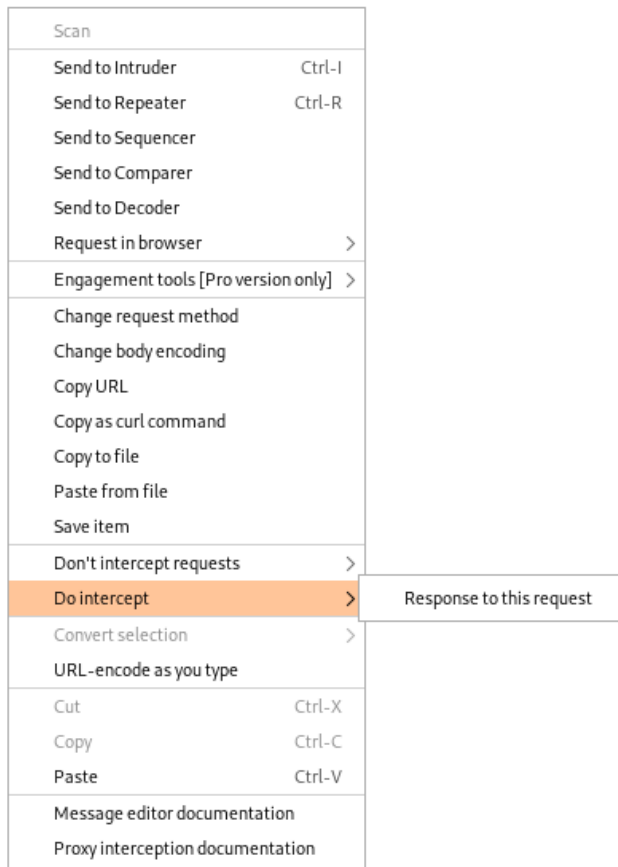 Scan
Send to Intruder Ctrl-I
Send to Repeater Ctrl-R
Send to Sequencer
Send to Comparer
Send to Decoder
Request in browser
Engagement tools [Pro version only]
Change request method
Change body encoding
Copy URL
Copy as curl command
Copy to file
Paste from file
Save item
Don't intercept requests
Do intercept
Response to this request
Convert selection
URL-encode as you type
Cut Ctrl-X
Copy Ctrl-C
Paste Ctrl-V
Message editor documentation
Proxy interception documentation